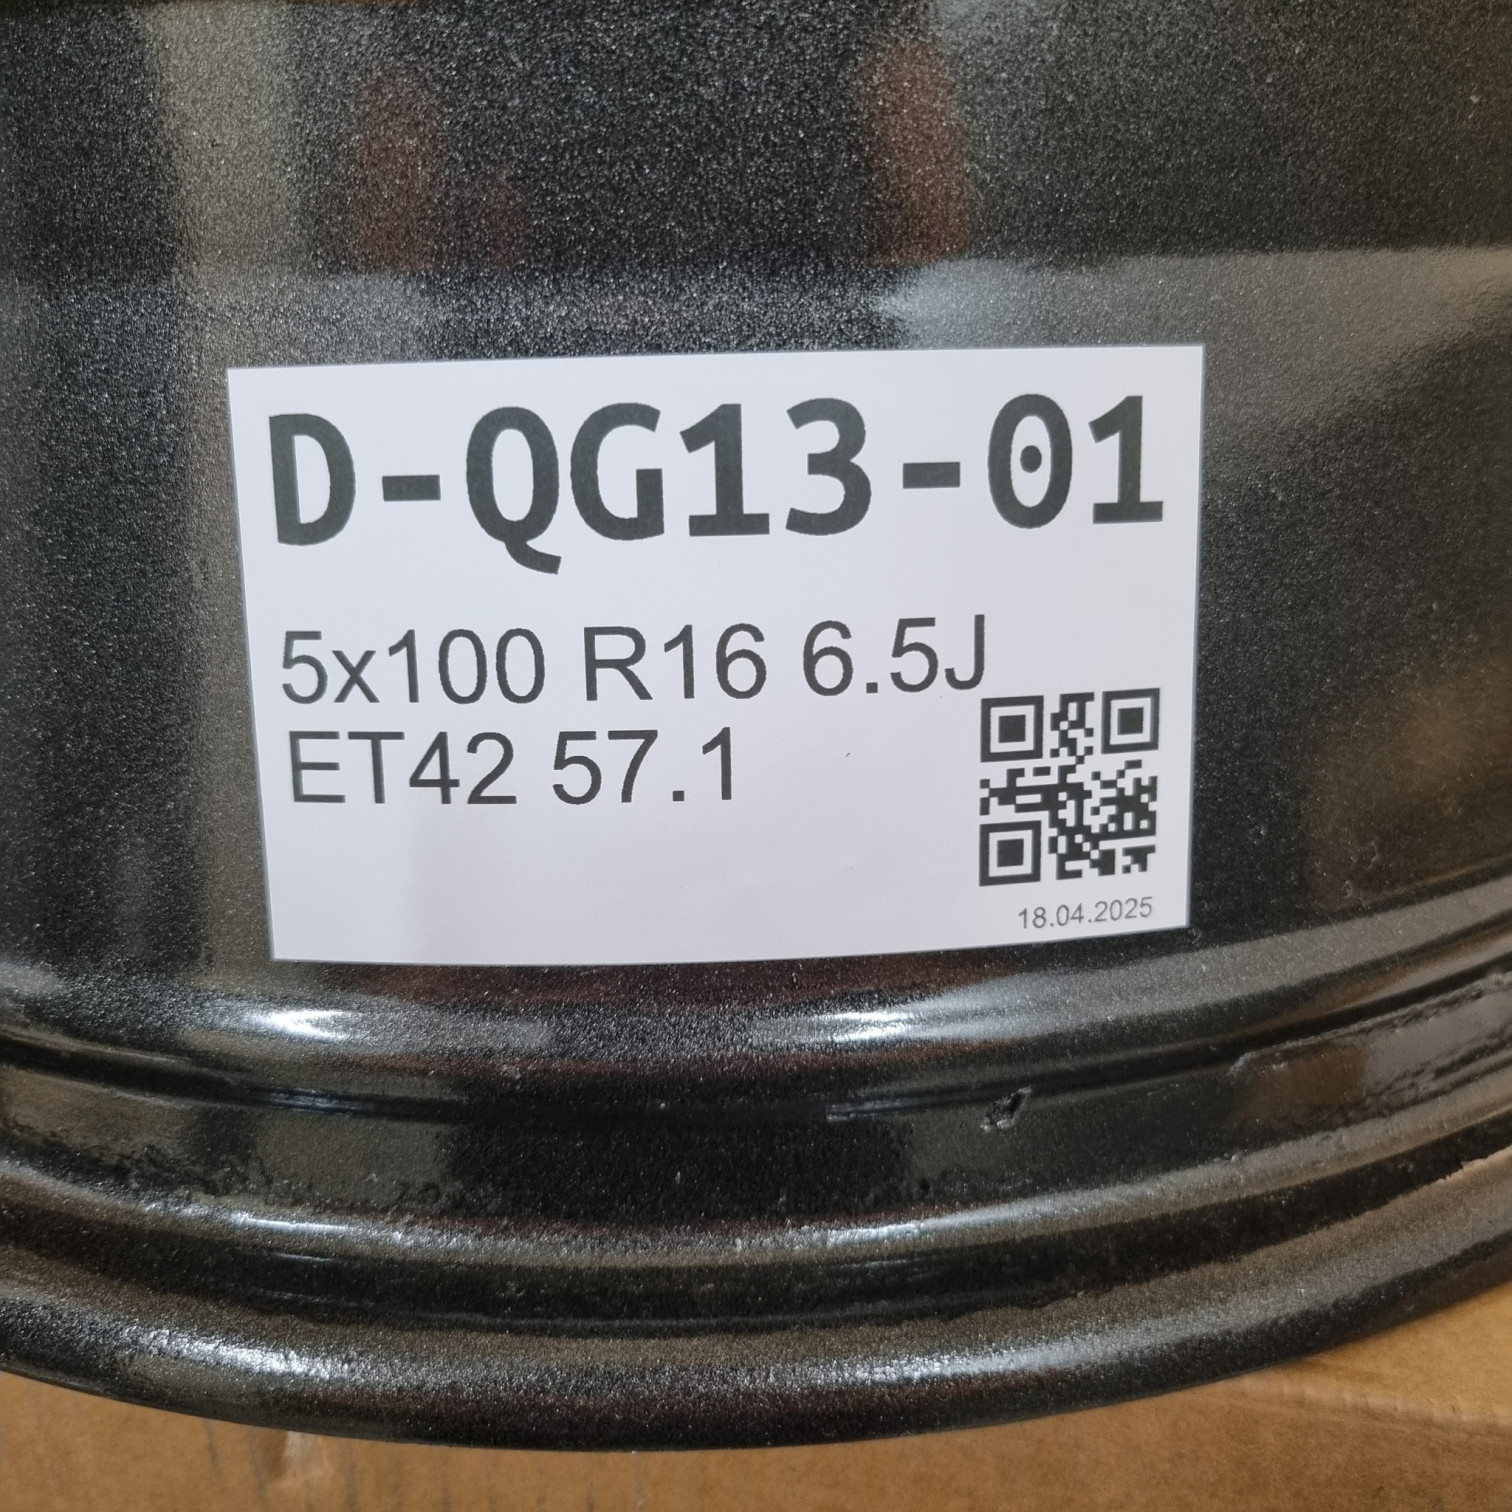 D-QG13-01
5x100 R16 6.5J
ET42 57.1
18.04.2025